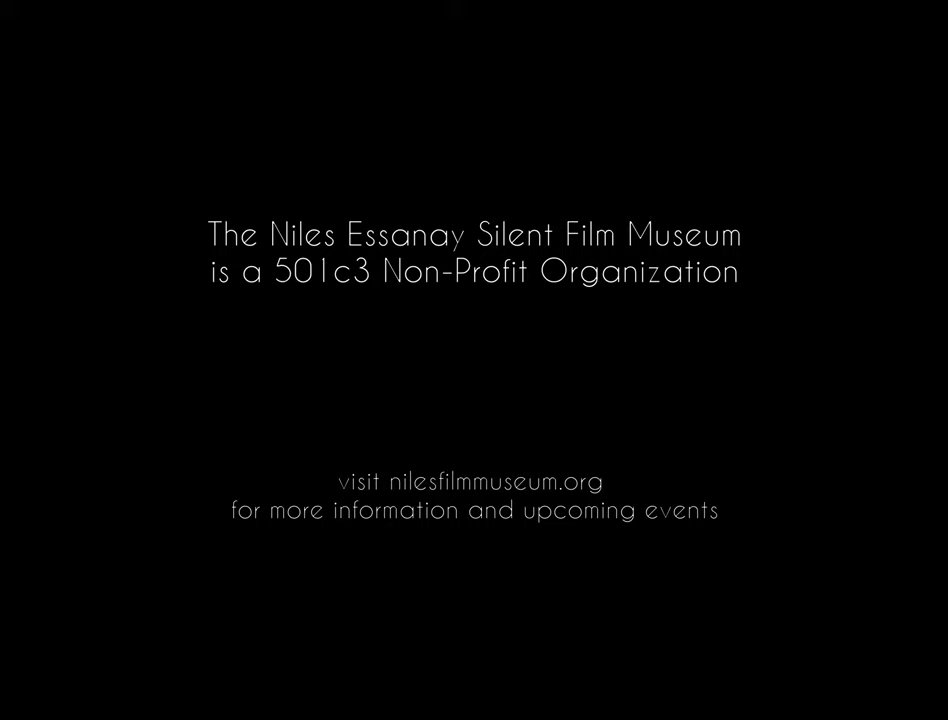 The Niles Essanay Silent Film Museum
is a 501c3 Non-Profit Organization
visit nilesfilmmuseum.org
for more information and upcoming events